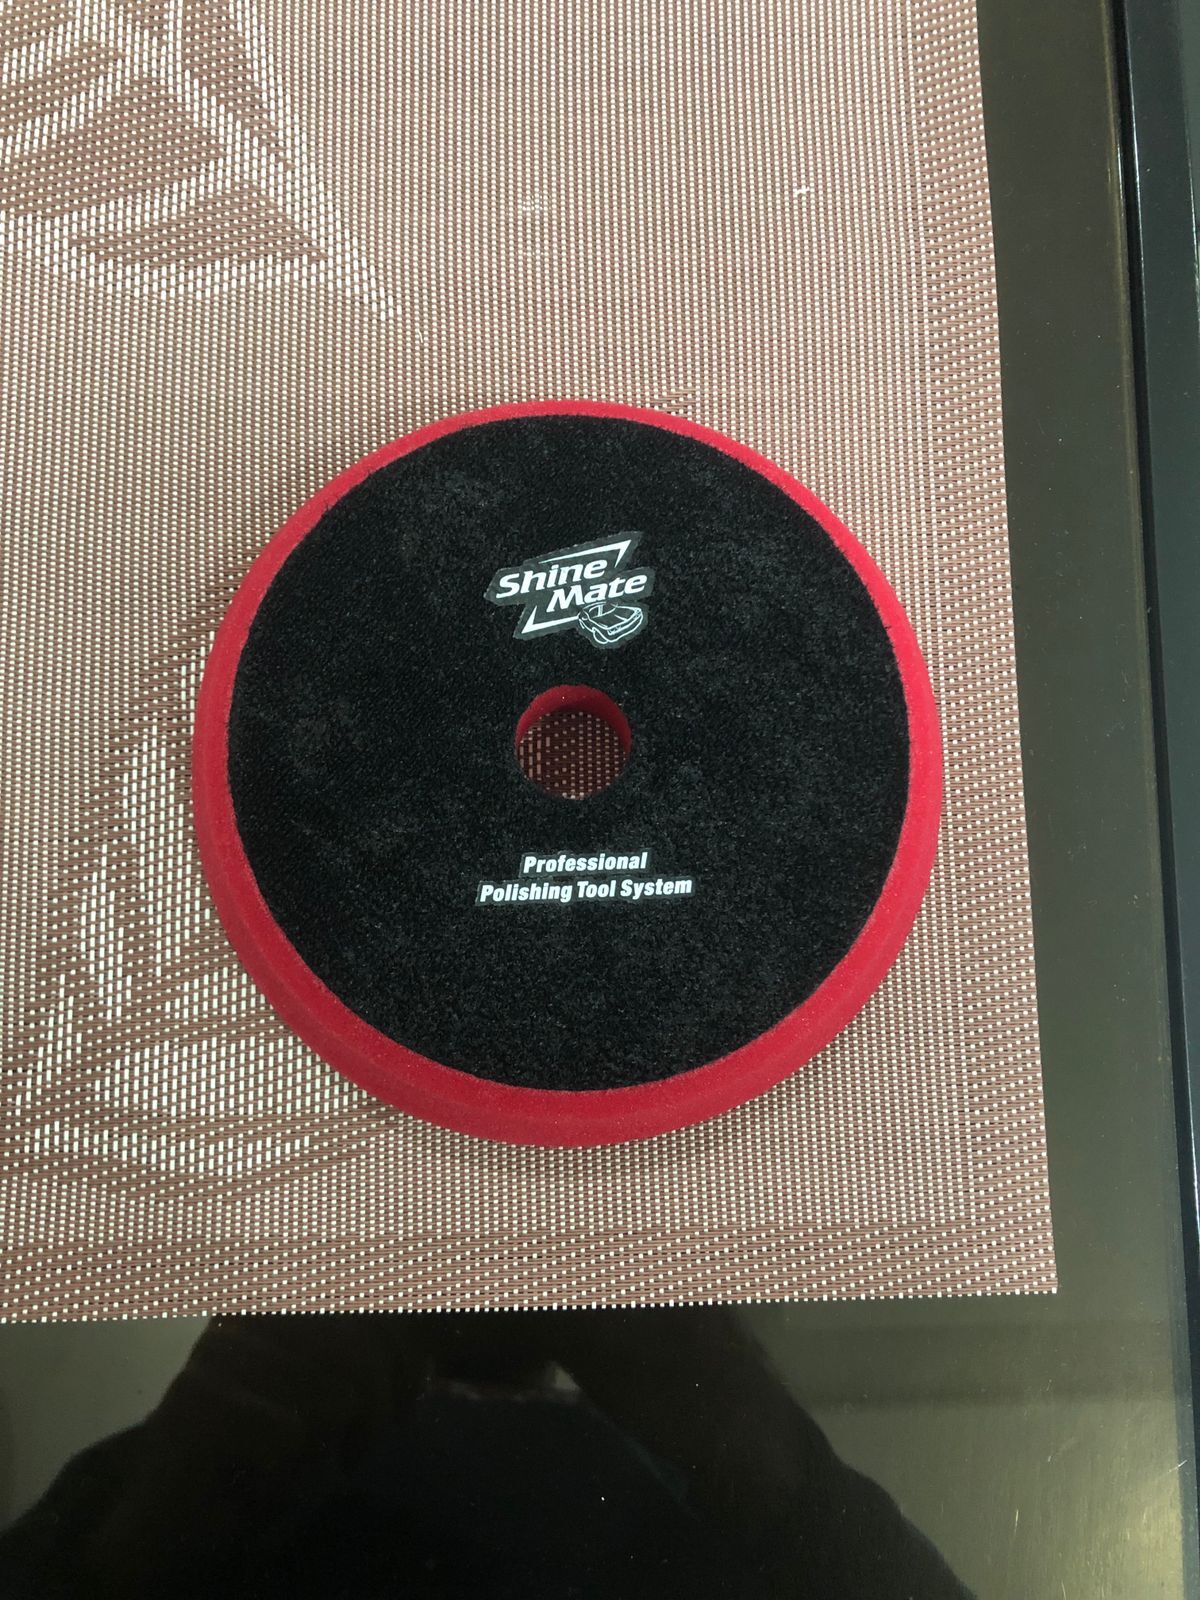 Shine
Mate
Professional
Polishing Tool System